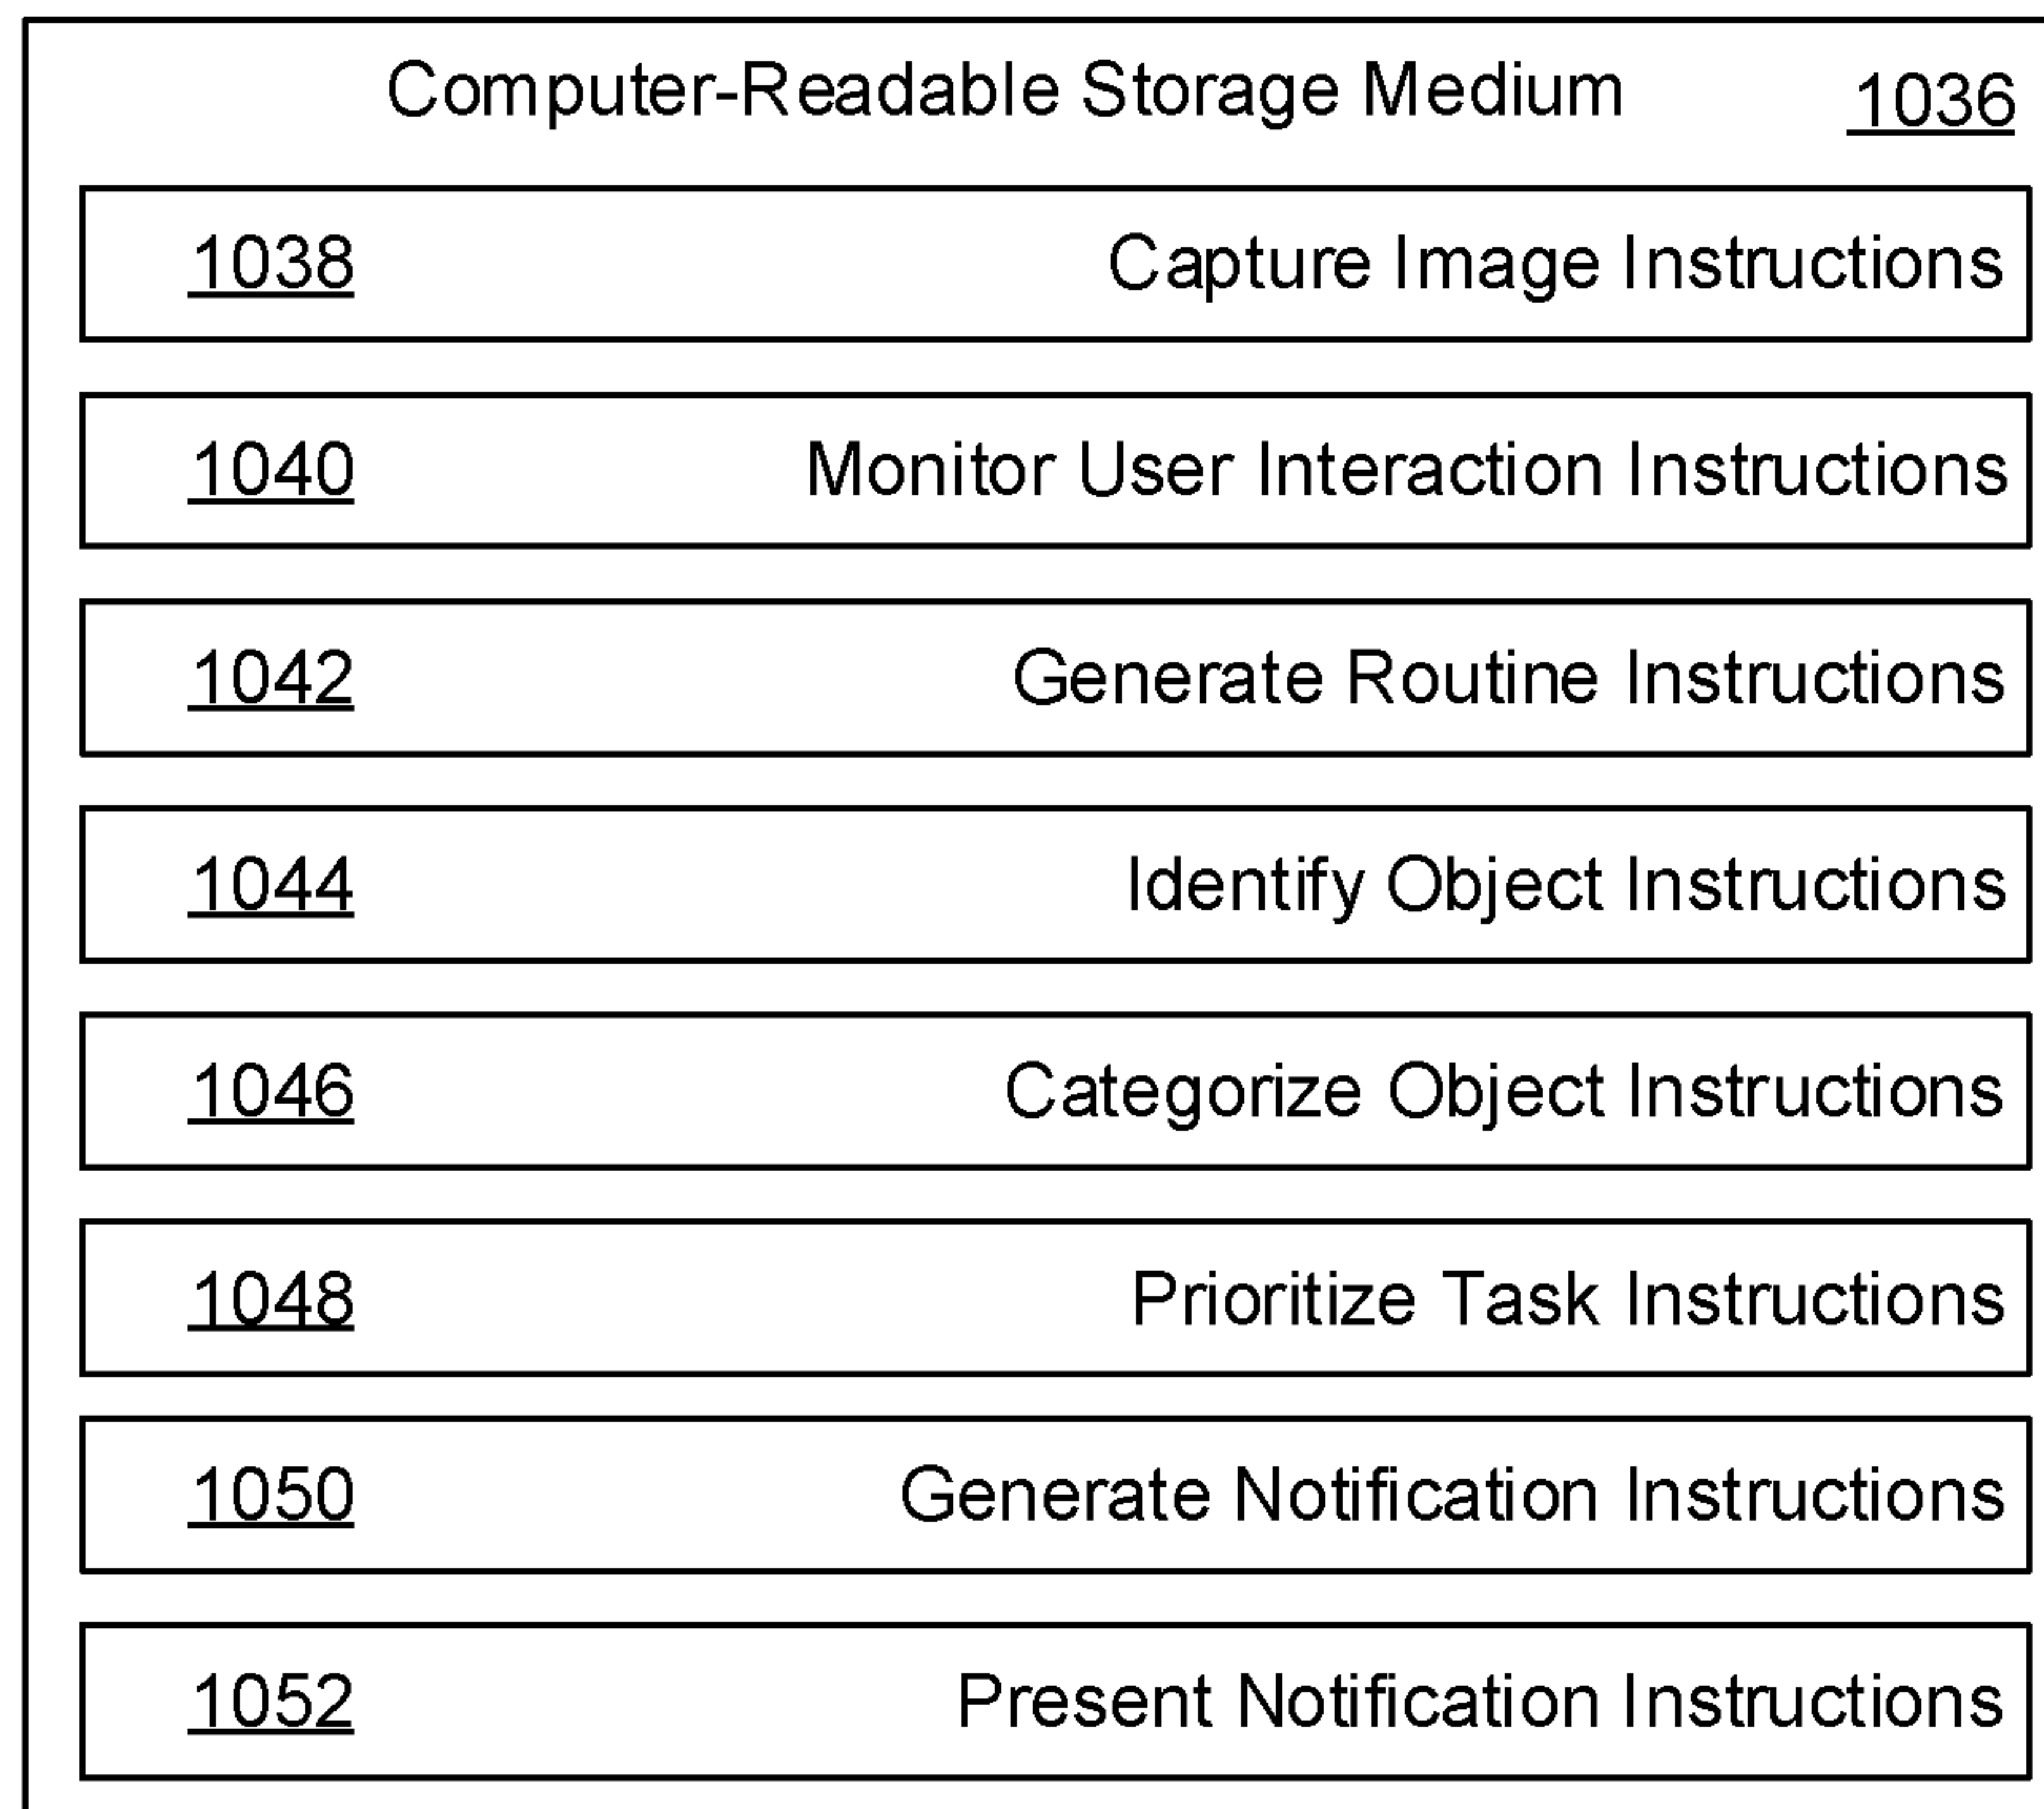 Computer-Readable Storage Medium 1036
1038 Capture Image Instructions
1040 Monitor User Interaction Instructions
1042 Generate Routine Instructions
1044 Identify Object Instructions
1046 Categorize Object Instructions
1048 Prioritize Task Instructions
1050 Generate Notification Instructions
1052 Present Notification Instructions